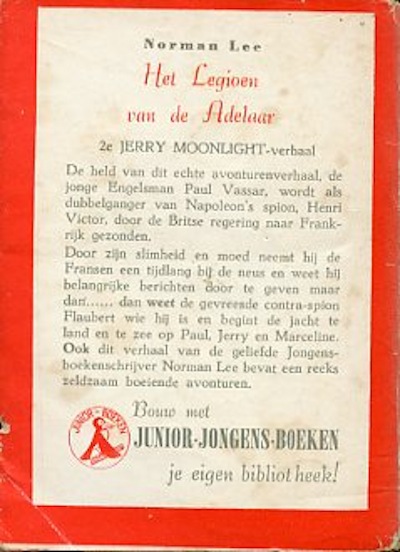 Norman Lee
Het Legioen
van de Adelaar
2e JERRY MOONLIGHT-verhaal
De held van dit echte avonturenverhaal, de
jonge Engelsman Paul Vassar, wordt als
dubbelganger van Napoleon's spion, Henri
Victor, door de Britse regering naar Frank-
rijk gezonden.
Door zijn slimheid en moed neemt hij de
Fransen een tijdlang bij de neus en weet hij
belangrijke berichten door te geven maar
dan...... dan weet de gevreesde contra-spion
Flaubert wie hij is en begint de jacht te
land en te zee op Paul, Jerry en Marceline.
Ook dit verhaal van de geliefde Jongens-
boekenschrijver Norman Lee bevat een reeks
zeldzaam boeiende avonturen.
JUNIOR-BOEKEN
Bouw met
JUNIOR-JONGENS-BOEKEN
je eigen bibliotheek!